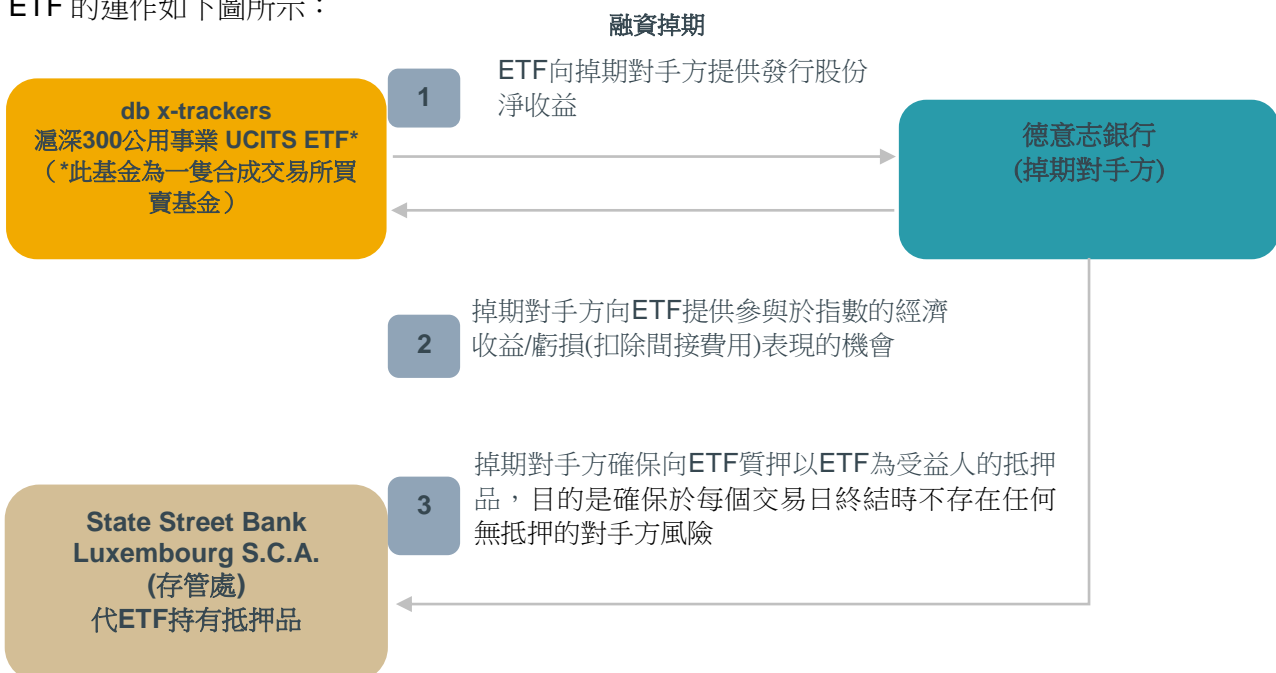 ETF 的運作如下圖所示：
融資掉期
db x-trackers
滬深300公用事業 UCITS ETF*
（*此基金為一隻合成交易所買
賣基金）
1
ETF向掉期對手方提供發行股份
淨收益
德意志銀行
(掉期對手方)
2
掉期對手方向ETF提供參與於指數的經濟
收益/虧損(扣除間接費用)表現的機會
3
掉期對手方確保向ETF質押以ETF為受益人的抵押
品，目的是確保於每個交易日終結時不存在任何
無抵押的對手方風險
State Street Bank
Luxembourg S.C.A.
(存管處)
代ETF持有抵押品